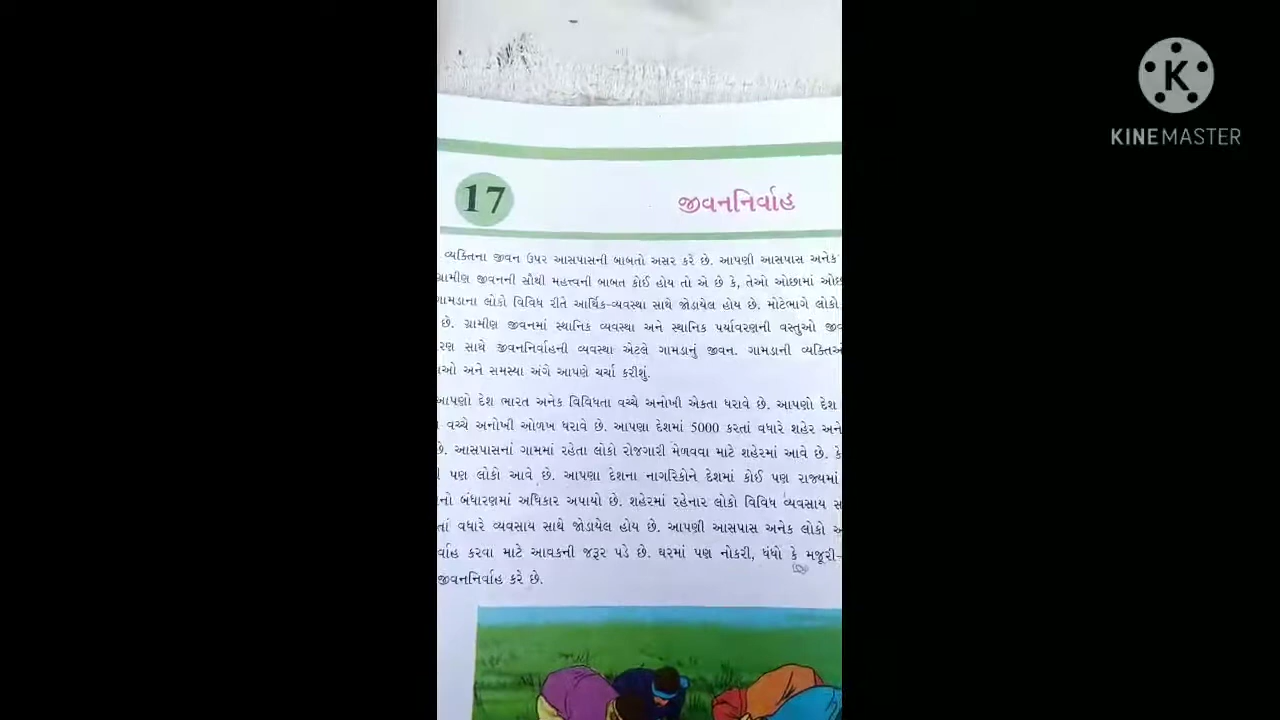 17
જીવનનિર્વાહ
વ્યક્તિના જીવન ઉપર આસપાસની બાબતો અસર કરે છે. આપણી આસપાસ અનેક
ગ્રામીણ જીવનની સૌથી મહત્ત્વની બાબત કોઈ હોય તો એ છે કે, તેઓ ઓછામાં
ગામડાના લોકો વિવિધ રીતે આર્થિક-વ્યવસ્થા સાથે જોડાયેલ હોય છે. મોટેભાગે લોકો
છે. ગ્રામીણ જીવનમાં સ્થાનિક વ્યવસ્થા અને સ્થાનિક પર્યાવરણની વસ્તુઓ
રણ સાથે જીવનનિર્વાહની વ્યવસ્થા એટલે ગામડાનું જીવન. ગામડાની
ઓ અને સમસ્યા અંગે આપણે ચર્ચા કરીશું.
આપણો દેશ ભારત અનેક વિવિધતા વચ્ચે અનોખી એકતા ધરાવે છે. આપણો દેશ
વચ્ચે અનોખી ઓળખ ધરાવે છે. આપણા દેશમાં 5000 કરતાં વધારે શહેર અને
છે. આસપાસનાં ગામમાં રહેતા લોકો રોજગારી મેળવવા માટે શહેરમાં આવે છે.
પણ લોકો આવે છે. આપણા દેશના નાગરિકોને દેશમાં કોઈ પણ રાજ્યમાં
નો બંધારણમાં અધિકાર અપાયો છે. શહેરમાં રહેનાર લોકો વિવિધ વ્યવસાય
તાં વધારે વ્યવસાય સાથે જોડાયેલ હોય છે. આપણી આસપાસ અનેક લોકો
ર્વાહ કરવા માટે આવકની જરૂર પડે છે. ઘરમાં પણ નોકરી, ધંધો કે મજૂરી-
જીવનનિર્વાહ કરે છે.
K
KINEMASTER